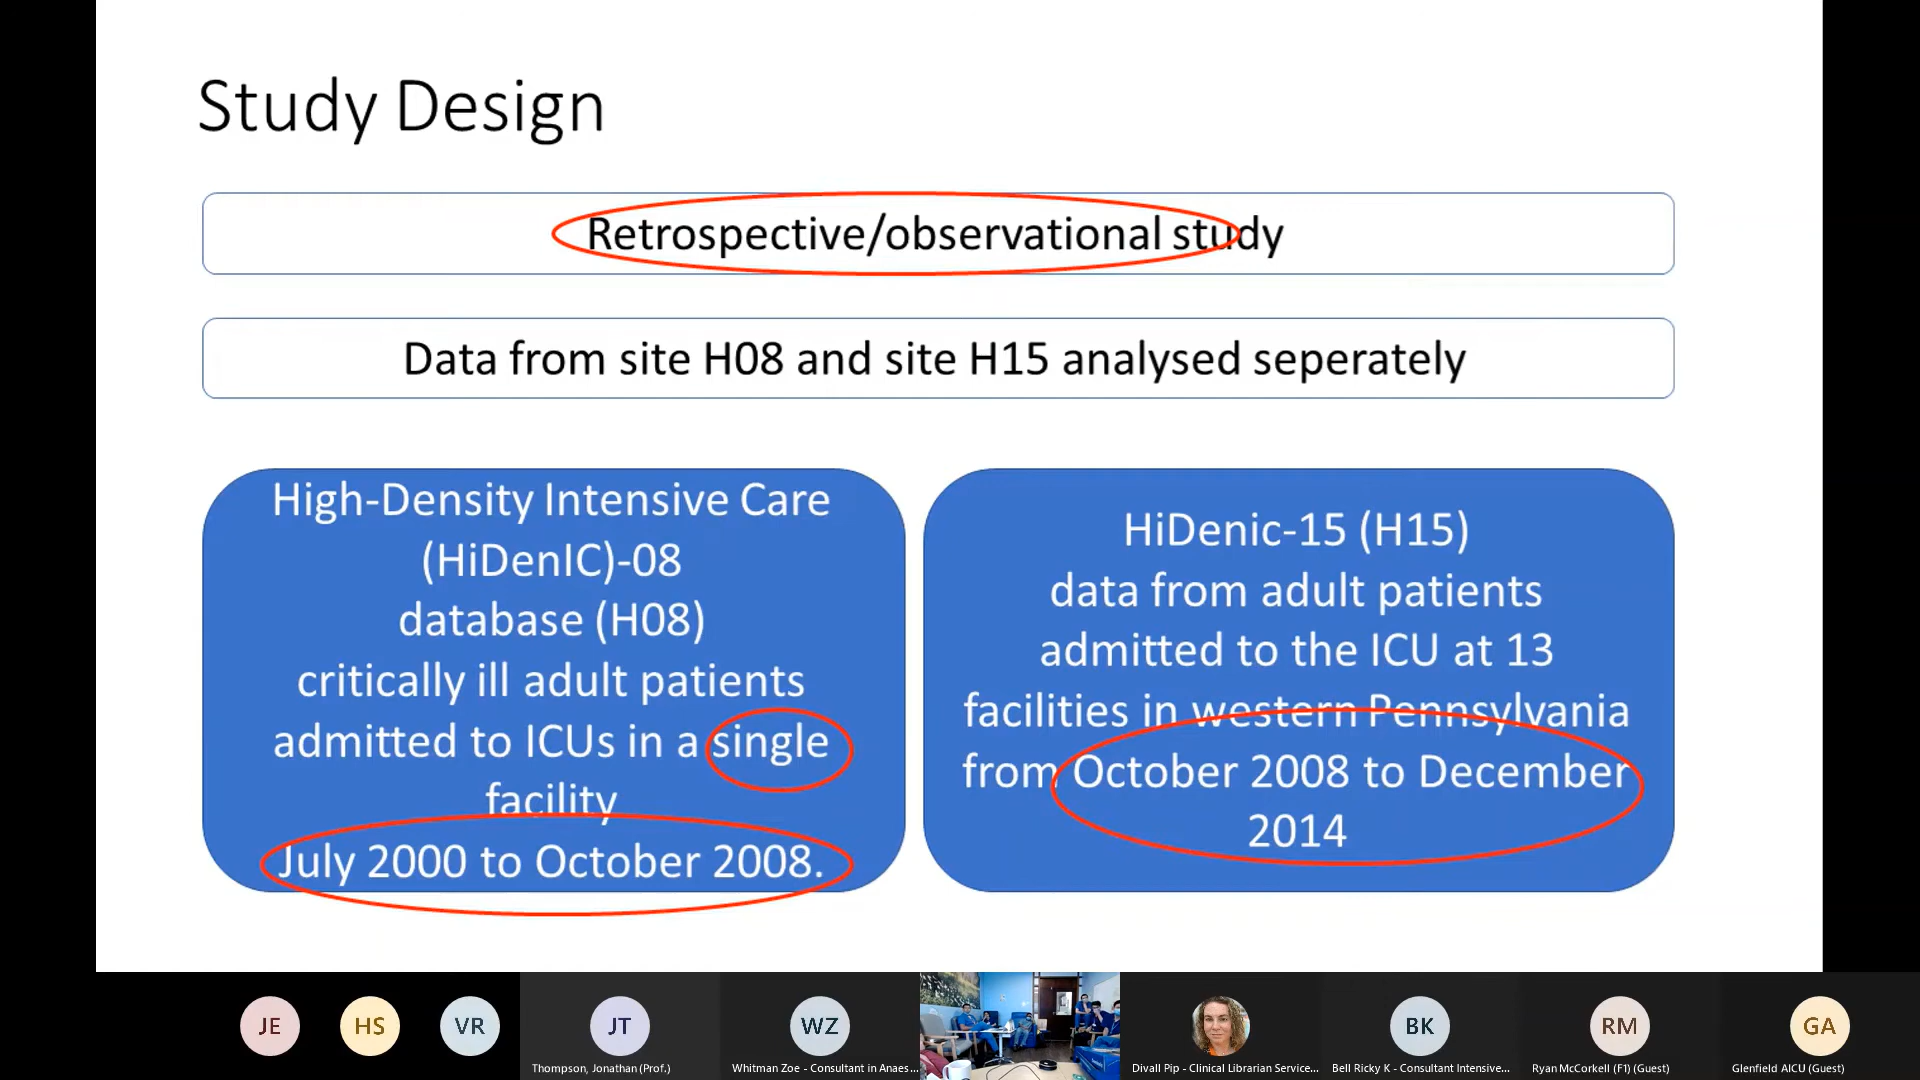 Study Design
Retrospective/observational study
Data from site H08 and site H15 analysed seperately
High-Density Intensive Care
(HiDenIC)-08
database (H08)
critically ill adult patients
admitted to ICUs in a single
facility
July 2000 to October 2008.
HiDenic-15 (H15)
data from adult patients
admitted to the ICU at 13
facilities in western Pennsylvania
from October 2008 to December
2014
JE
HS
VR
JT
WZ
BK
RM
GA
Thompson, Jonathan (Prof.)
Whitman Zoe - Consultant in Anaes...
Divall Pip - Clinical Librarian Service...
Bell Ricky K - Consultant Intensive...
Ryan McCorkell (F1) (Guest)
Glenfield AICU (Guest)